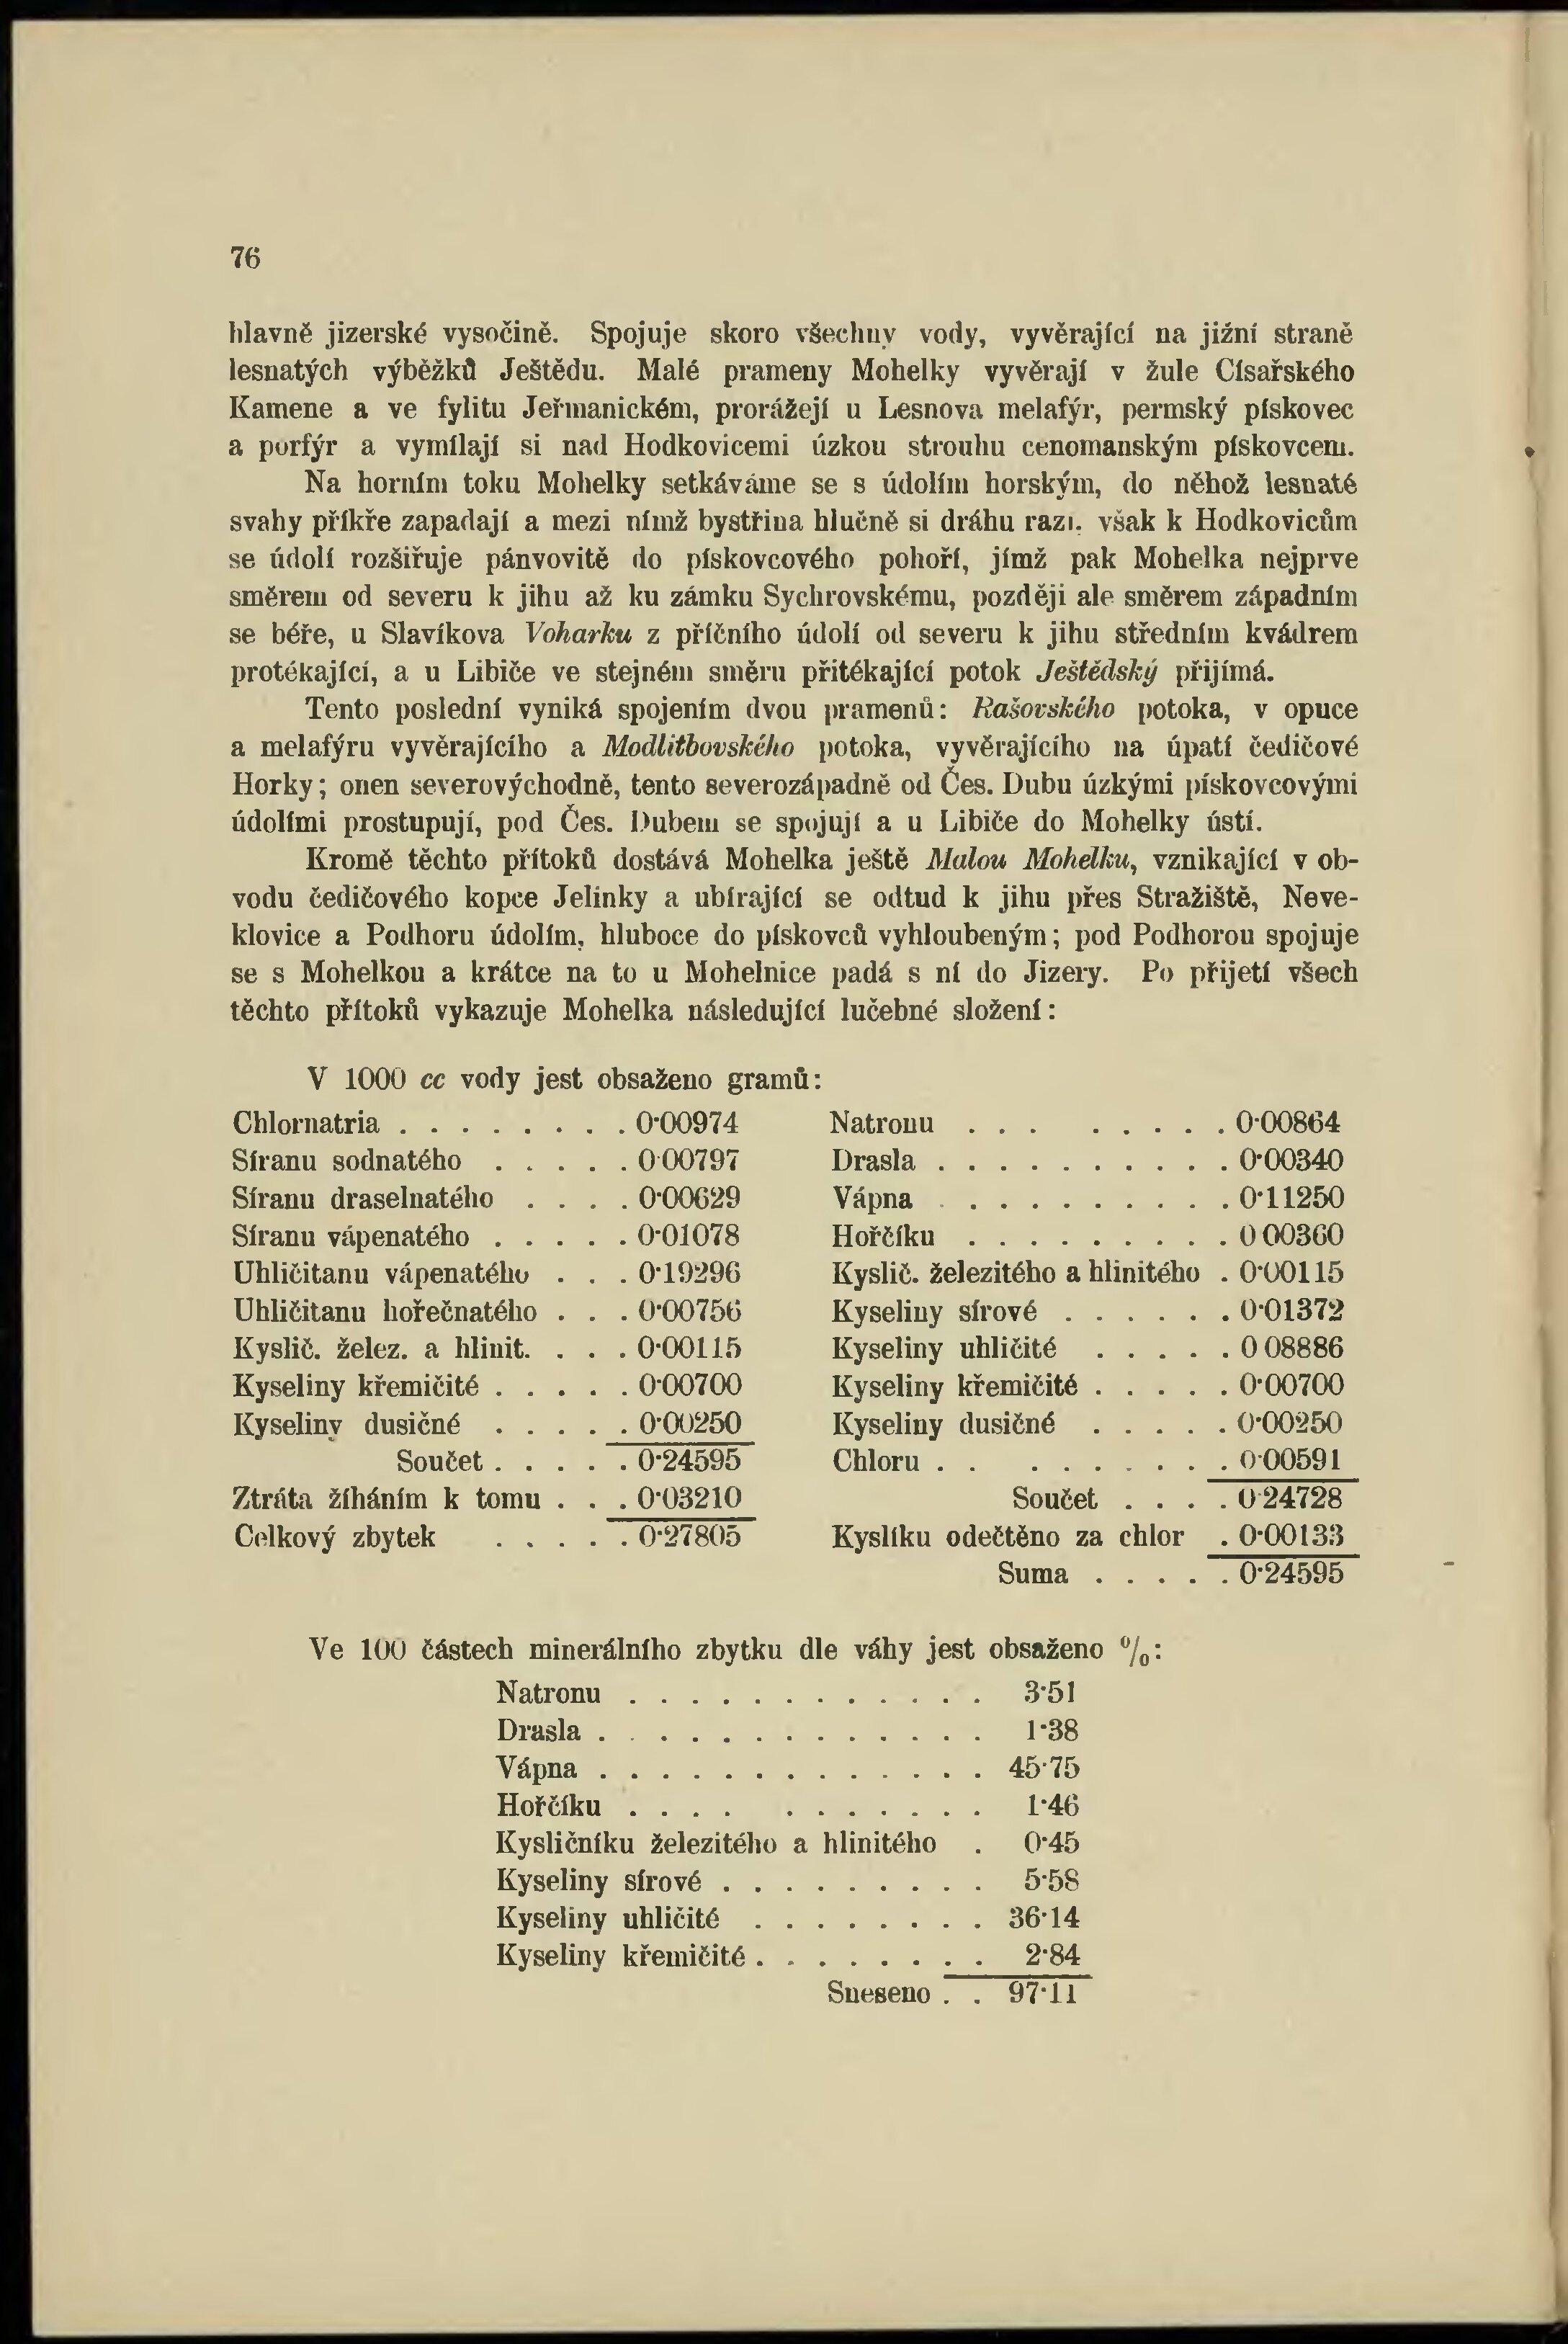 76
hlavně jizerské vysočině. Spojuje skoro všechny vody, vyvěrající na jižní straně
lesnatých výběžků Ještědu. Malé prameny Mohelky vyvěrají v žule Císařského
Kamene a ve fylitu Jeřmanickém, prorážejí u Lesnova melafýr, permský pískovec
a porfýr a vymílají si nad Hodkovicemi úzkou strouhu cenomanským pískovcem.
Na horním toku Mohelky setkáváme se s údolím horským, do něhož lesnaté
svahy příkře zapadají a mezi nímž bystřina hlučně si dráhu razí, však k Hodkovicům
se údolí rozšiřuje pánvovitě do pískovcového pohoří, jímž pak Mohelka nejprve
směrem od severu k jihu až ku zámku Sychrovskému, později ale směrem západním
se béře, u Slavíkova Voharku z příčního údolí od severu k jihu středním kvádrem
protékající, a u Libiče ve stejném směru přitékající potok Ještědský přijímá.
Tento poslední vyniká spojením dvou pramenů: Rašovského potoka, v opuce
a melafýru vyvěrajícího a Modlitbovského potoka, vyvěrajícího na úpatí čedičové
Horky; onen severovýchodně, tento severozápadně od Čes. Dubu úzkými pískovcovými
údolími prostupují, pod Čes. Dubem se spojují a u Libiče do Mohelky ústí.
Kromě těchto přítoků dostává Mohelka ještě Malou Mohelku, vznikající v ob-
vodu čedičového kopce Jelinky a ubírající se odtud k jihu přes Stražiště, Neve-
klovice a Podhoru údolím, hluboce do pískovců vyhloubeným; pod Podhorou spojuje
se s Mohelkou a krátce na to u Mohelnice padá s ní do Jizery. Po přijetí všech
těchto přítoků vykazuje Mohelka následující lučebné složení:
V 1000 cc vody jest obsaženo gramů:
Chlornatria . . . . . . . . 0·00974
Síranu sodnatého . . . . . 0·00797
Síranu draselnatého . . . . 0·00629
Síranu vápenatého . . . . . 0·01078
Uhličitanu vápenatého . . . 0·19296
Uhličitanu hořečnatého . . . 0·00756
Kyslič. želez. a hlinit. . . . 0·00115
Kyseliny křemičité . . . . . 0·00700
Kyseliny dusičné . . . . . 0·00250
Součet . . . . . 0·24595
Ztráta žíháním k tomu . . . 0·03210
Celkový zbytek . . . . . 0·27805
Natronu . . . . . . . . 0·00864
Drasla . . . . . . . . . . 0·00340
Vápna . . . . . . . . . . 0·11250
Hořčíku . . . . . . . . . 0·00360
Kyslič. železitého a hlinitého . 0·00115
Kyseliny sírové . . . . . . 0·01372
Kyseliny uhličité . . . . . 0·08886
Kyseliny křemičité . . . . . 0·00700
Kyseliny dusičné . . . . . 0·00250
Chloru . . . . . . . . . 0·00591
Součet . . . . 0·24728
Kyslíku odečtěno za chlor . 0·00133
Suma . . . . . 0·24595
Ve 100 částech minerálního zbytku dle váhy jest obsaženo %:
Natronu . . . . . . . . . . . . 3·51
Drasla . . . . . . . . . . . . . 1·38
Vápna . . . . . . . . . . . . . 45·75
Hořčíku . . . . . . . . . . . 1·46
Kysličníku železitého a hlinitého . 0·45
Kyseliny sírové . . . . . . . . . 5·58
Kyseliny uhličité . . . . . . . . 36·14
Kyseliny křemičité . . . . . . . . 2·84
Sneseno . . 97·11